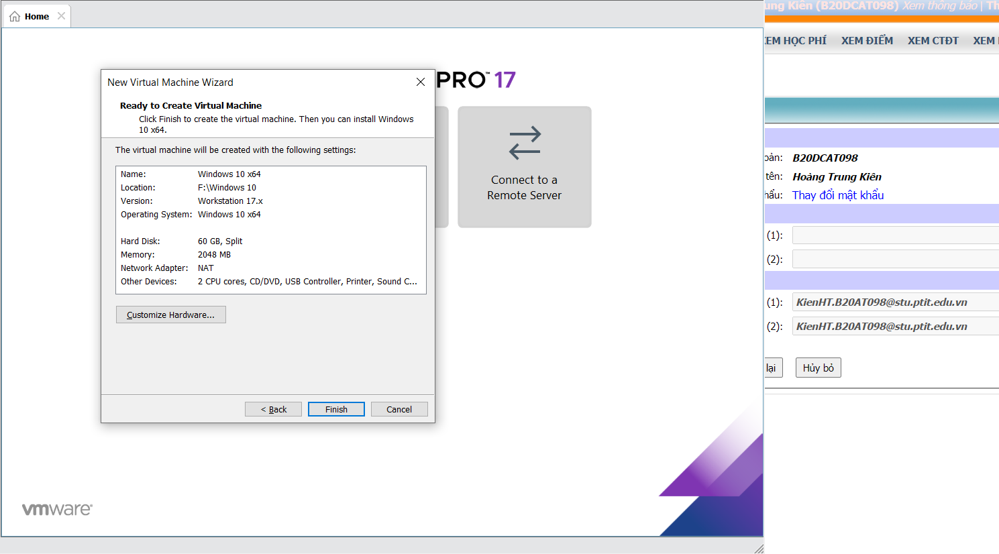 Home
PRO™ 17
New Virtual Machine Wizard
Ready to Create Virtual Machine
Click Finish to create the virtual machine. Then you can install Windows
10 x64.
The virtual machine will be created with the following settings:
Name: Windows 10 x64
Location: F:\Windows 10
Version: Workstation 17.x
Operating System: Windows 10 x64
Hard Disk: 60 GB, Split
Memory: 2048 MB
Network Adapter: NAT
Other Devices: 2 CPU cores, CD/DVD, USB Controller, Printer, Sound C...
Customize Hardware...
< Back
Finish
Cancel
Connect to a
Remote Server
vmware
Kiên (B20DCAT098) Xem thông báo |
HỌC PHÍ XEM ĐIỂM XEM CTĐT XEM
B20DCAT098
tên: Hoàng Trung Kiên
Thay đổi mật khẩu
(1):
(2):
(1): KienHT.B20AT098@stu.ptit.edu.vn
(2): KienHT.B20AT098@stu.ptit.edu.vn
lại
Hủy bỏ